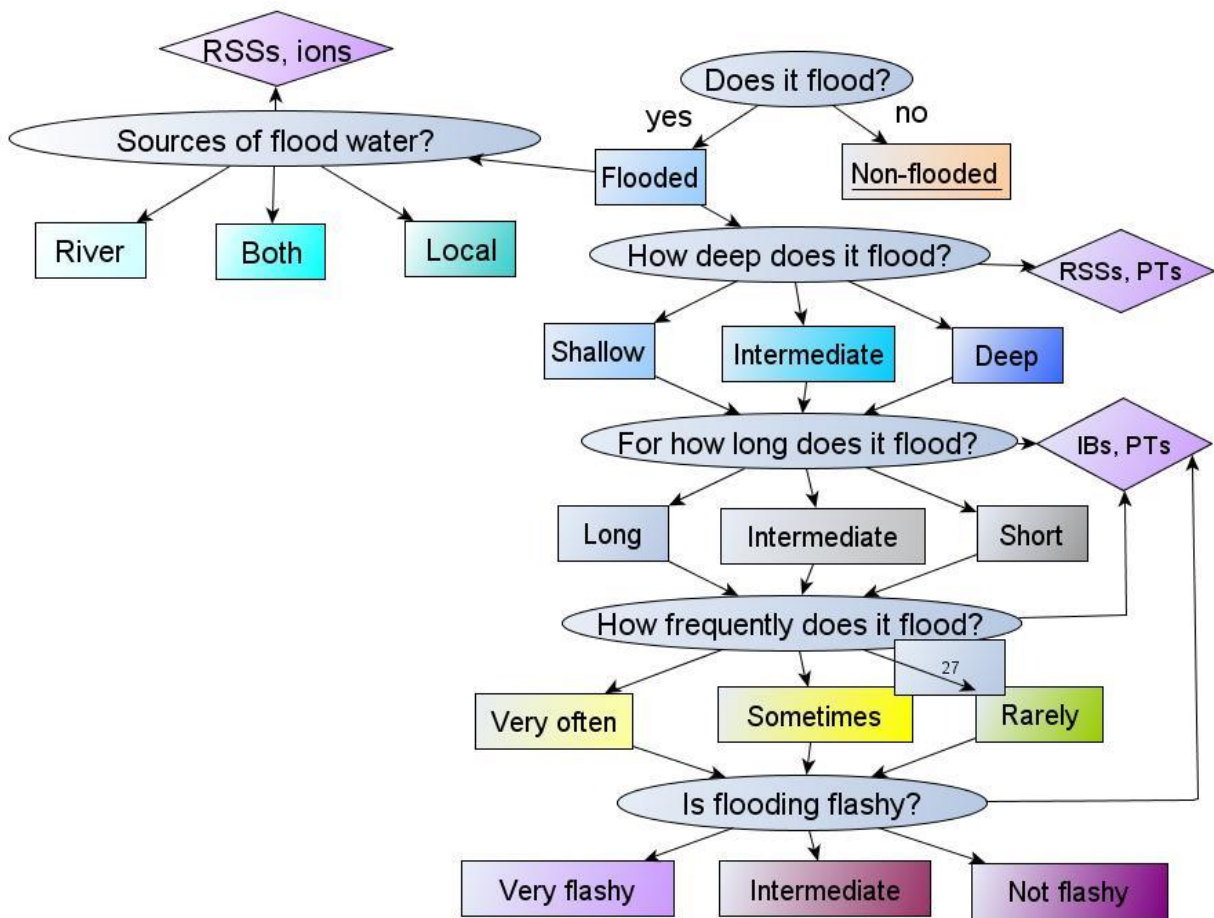 RSSs, ions
Does it flood?
yes
no
Sources of flood water?
Flooded
Non-flooded
River
Both
Local
How deep does it flood?
RSSs, PTs
Shallow
Intermediate
Deep
For how long does it flood?
IBs, PTs
Long
Intermediate
Short
How frequently does it flood?
27
Very often
Sometimes
Rarely
Is flooding flashy?
Very flashy
Intermediate
Not flashy